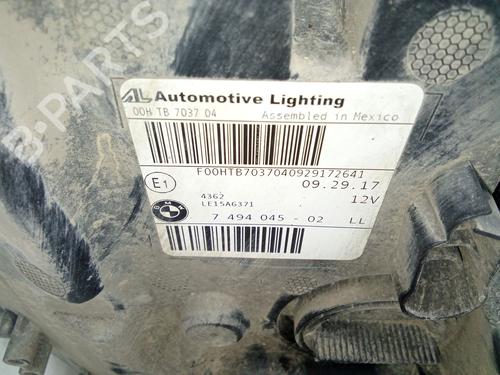 AL Automotive Lighting
00H TB 7037 04 Assembled in Mexico
F00HTB7037040929172641
E1 09.29.17
4362 12V
LE15A6371
BMW
7 494 045 - 02 LL
B-PARTS